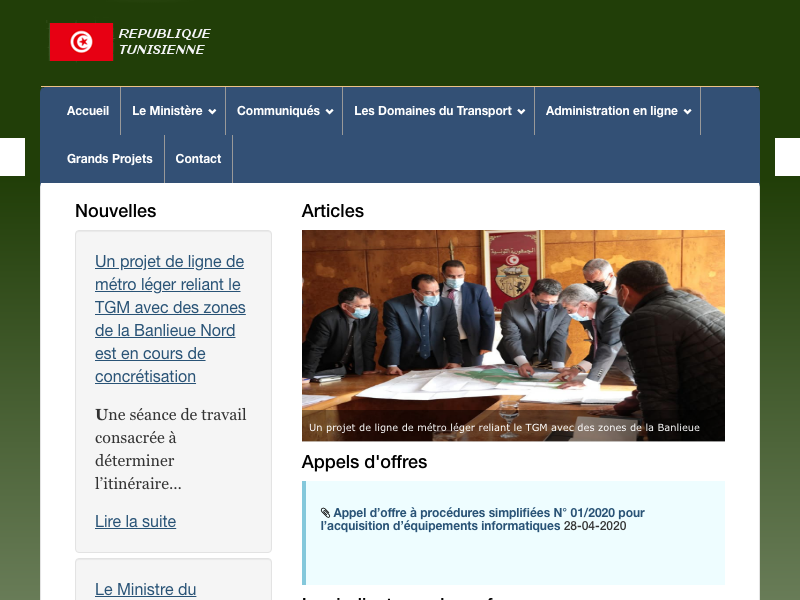 REPUBLIQUE
TUNISIENNE
Accueil
Le Ministère
Communiqués
Les Domaines du Transport
Administration en ligne
Grands Projets
Contact
Nouvelles
Un projet de ligne de
métro léger reliant le
TGM avec des zones
de la Banlieue Nord
est en cours de
concrétisation
Une séance de travail
consacrée à
déterminer
l'itinéraire...
Lire la suite
Le Ministre du
Articles
Un projet de ligne de métro léger reliant le TGM avec des zones de la Banlieue
Appels d'offres
Appel d'offre à procédures simplifiées N° 01/2020 pour
l'acquisition d'équipements informatiques 28-04-2020